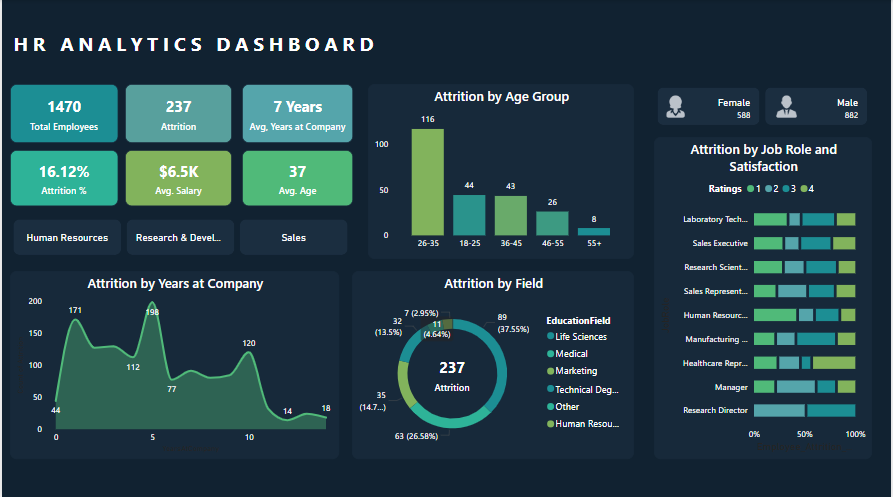 HR ANALYTICS DASHBOARD
1470
Total Employees
237
Attrition
7 Years
Avg, Years at Company
16.12%
Attrition %
$6.5K
Avg. Salary
37
Avg. Age
Human Resources
Research & Devel...
Sales
Attrition by Age Group
100
50
0
116
44
43
26
8
26-35
18-25
36-45
46-55
55+
Female
588
Male
882
Attrition by Job Role and
Satisfaction
Ratings 1 2 3 4
Laboratory Tech...
Sales Executive
Research Scient...
Sales Represent...
Human Resourc...
Manufacturing ...
Healthcare Repr...
Manager
Research Director
0% 50% 100%
Attrition by Years at Company
200
150
100
50
0
44
171
112
198
77
120
14
18
0 5 10
Attrition by Field
7 (2.95%)
11
(4.64%)
32
(13.5%)
35
(14.7...)
63 (26.58%)
89
(37.55%)
237
Attrition
EducationField
Life Sciences
Medical
Marketing
Technical Deg...
Other
Human Resou...